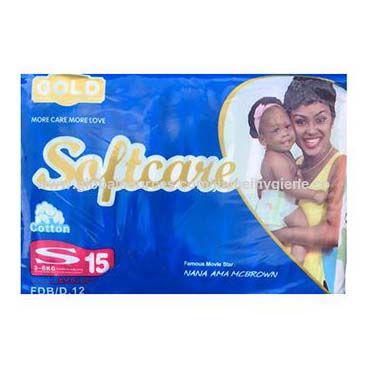 GOLD
MORE CARE MORE LOVE
Softcare
Cotton
S
3-6KG
15
Famous Movie Star :
NANA AMA MCBROWN
FDB/D 12